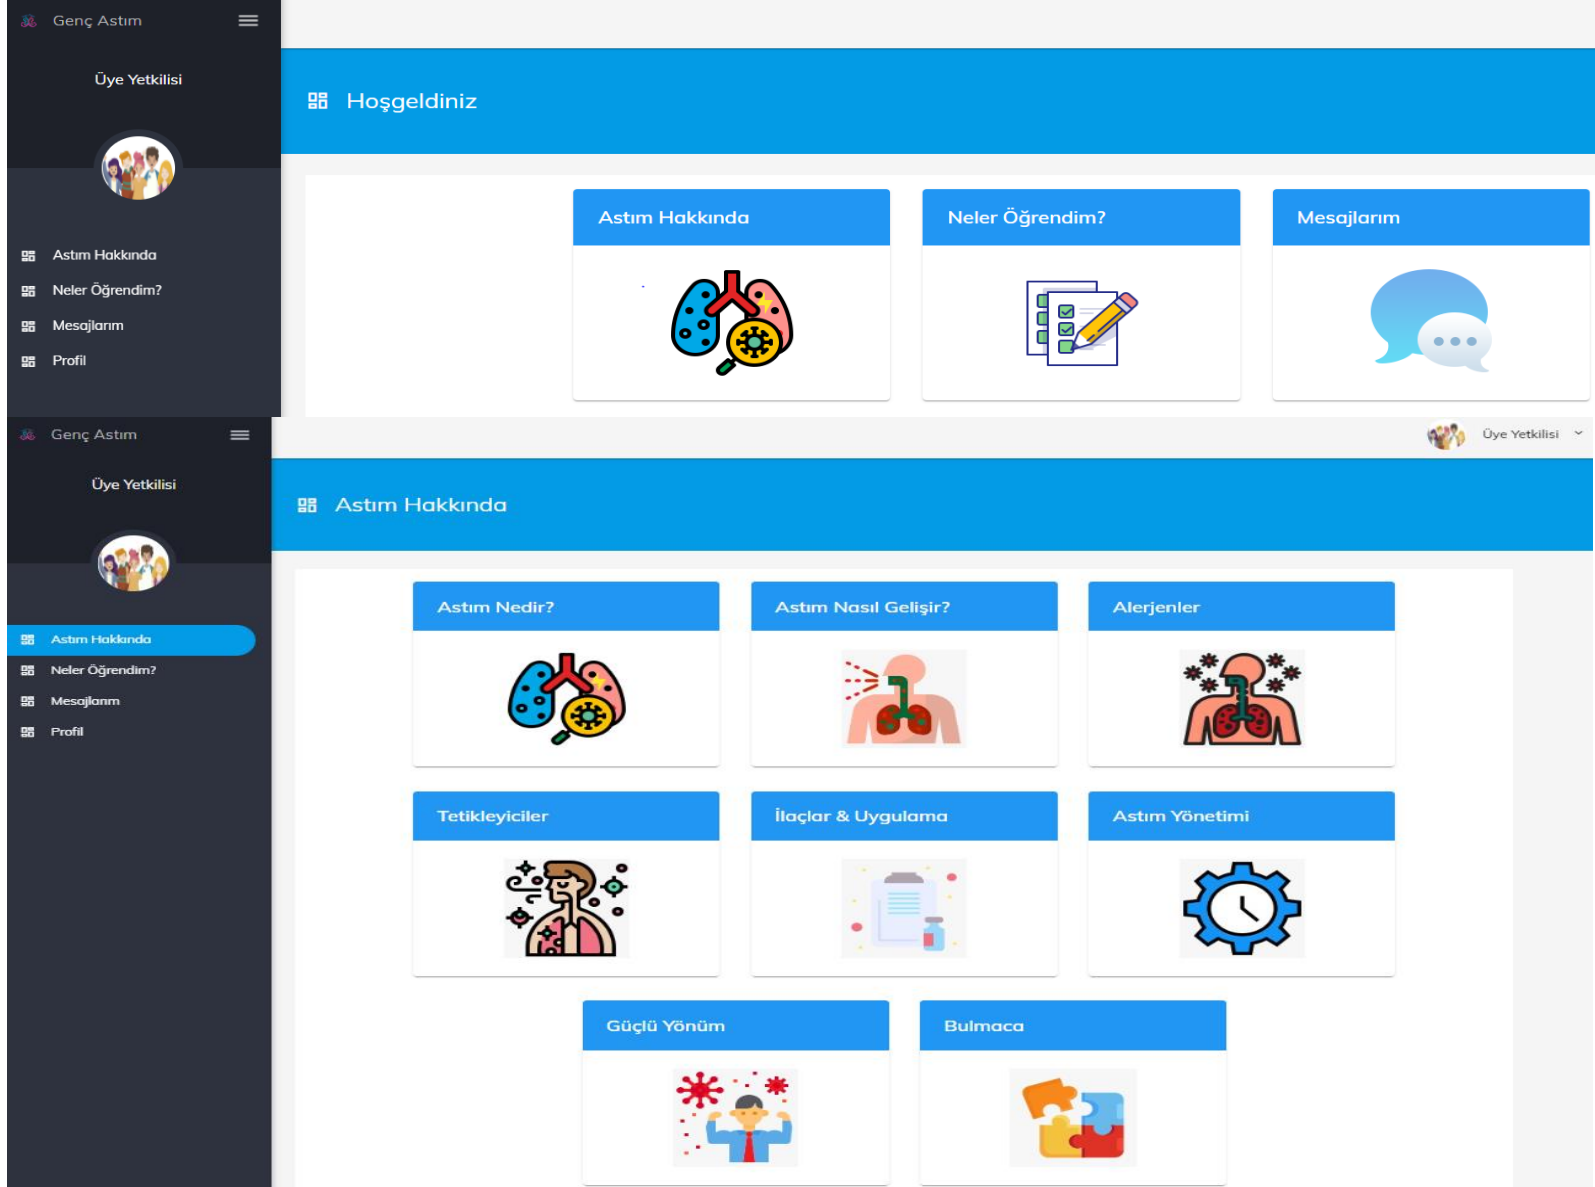 Genç Astım
Üye Yetkilisi
Astım Hakkında
Neler Öğrendim?
Mesajlarım
Profil
Hoşgeldiniz
Astım Hakkında
Neler Öğrendim?
Mesajlarım
Genç Astım
Üye Yetkilisi
Üye Yetkilisi
Astım Hakkında
Neler Öğrendim?
Mesajlarım
Profil
Astım Hakkında
Astım Nedir?
Astım Nasıl Gelişir?
Alerjenler
Tetikleyiciler
İlaçlar & Uygulama
Astım Yönetimi
Güçlü Yönüm
Bulmaca